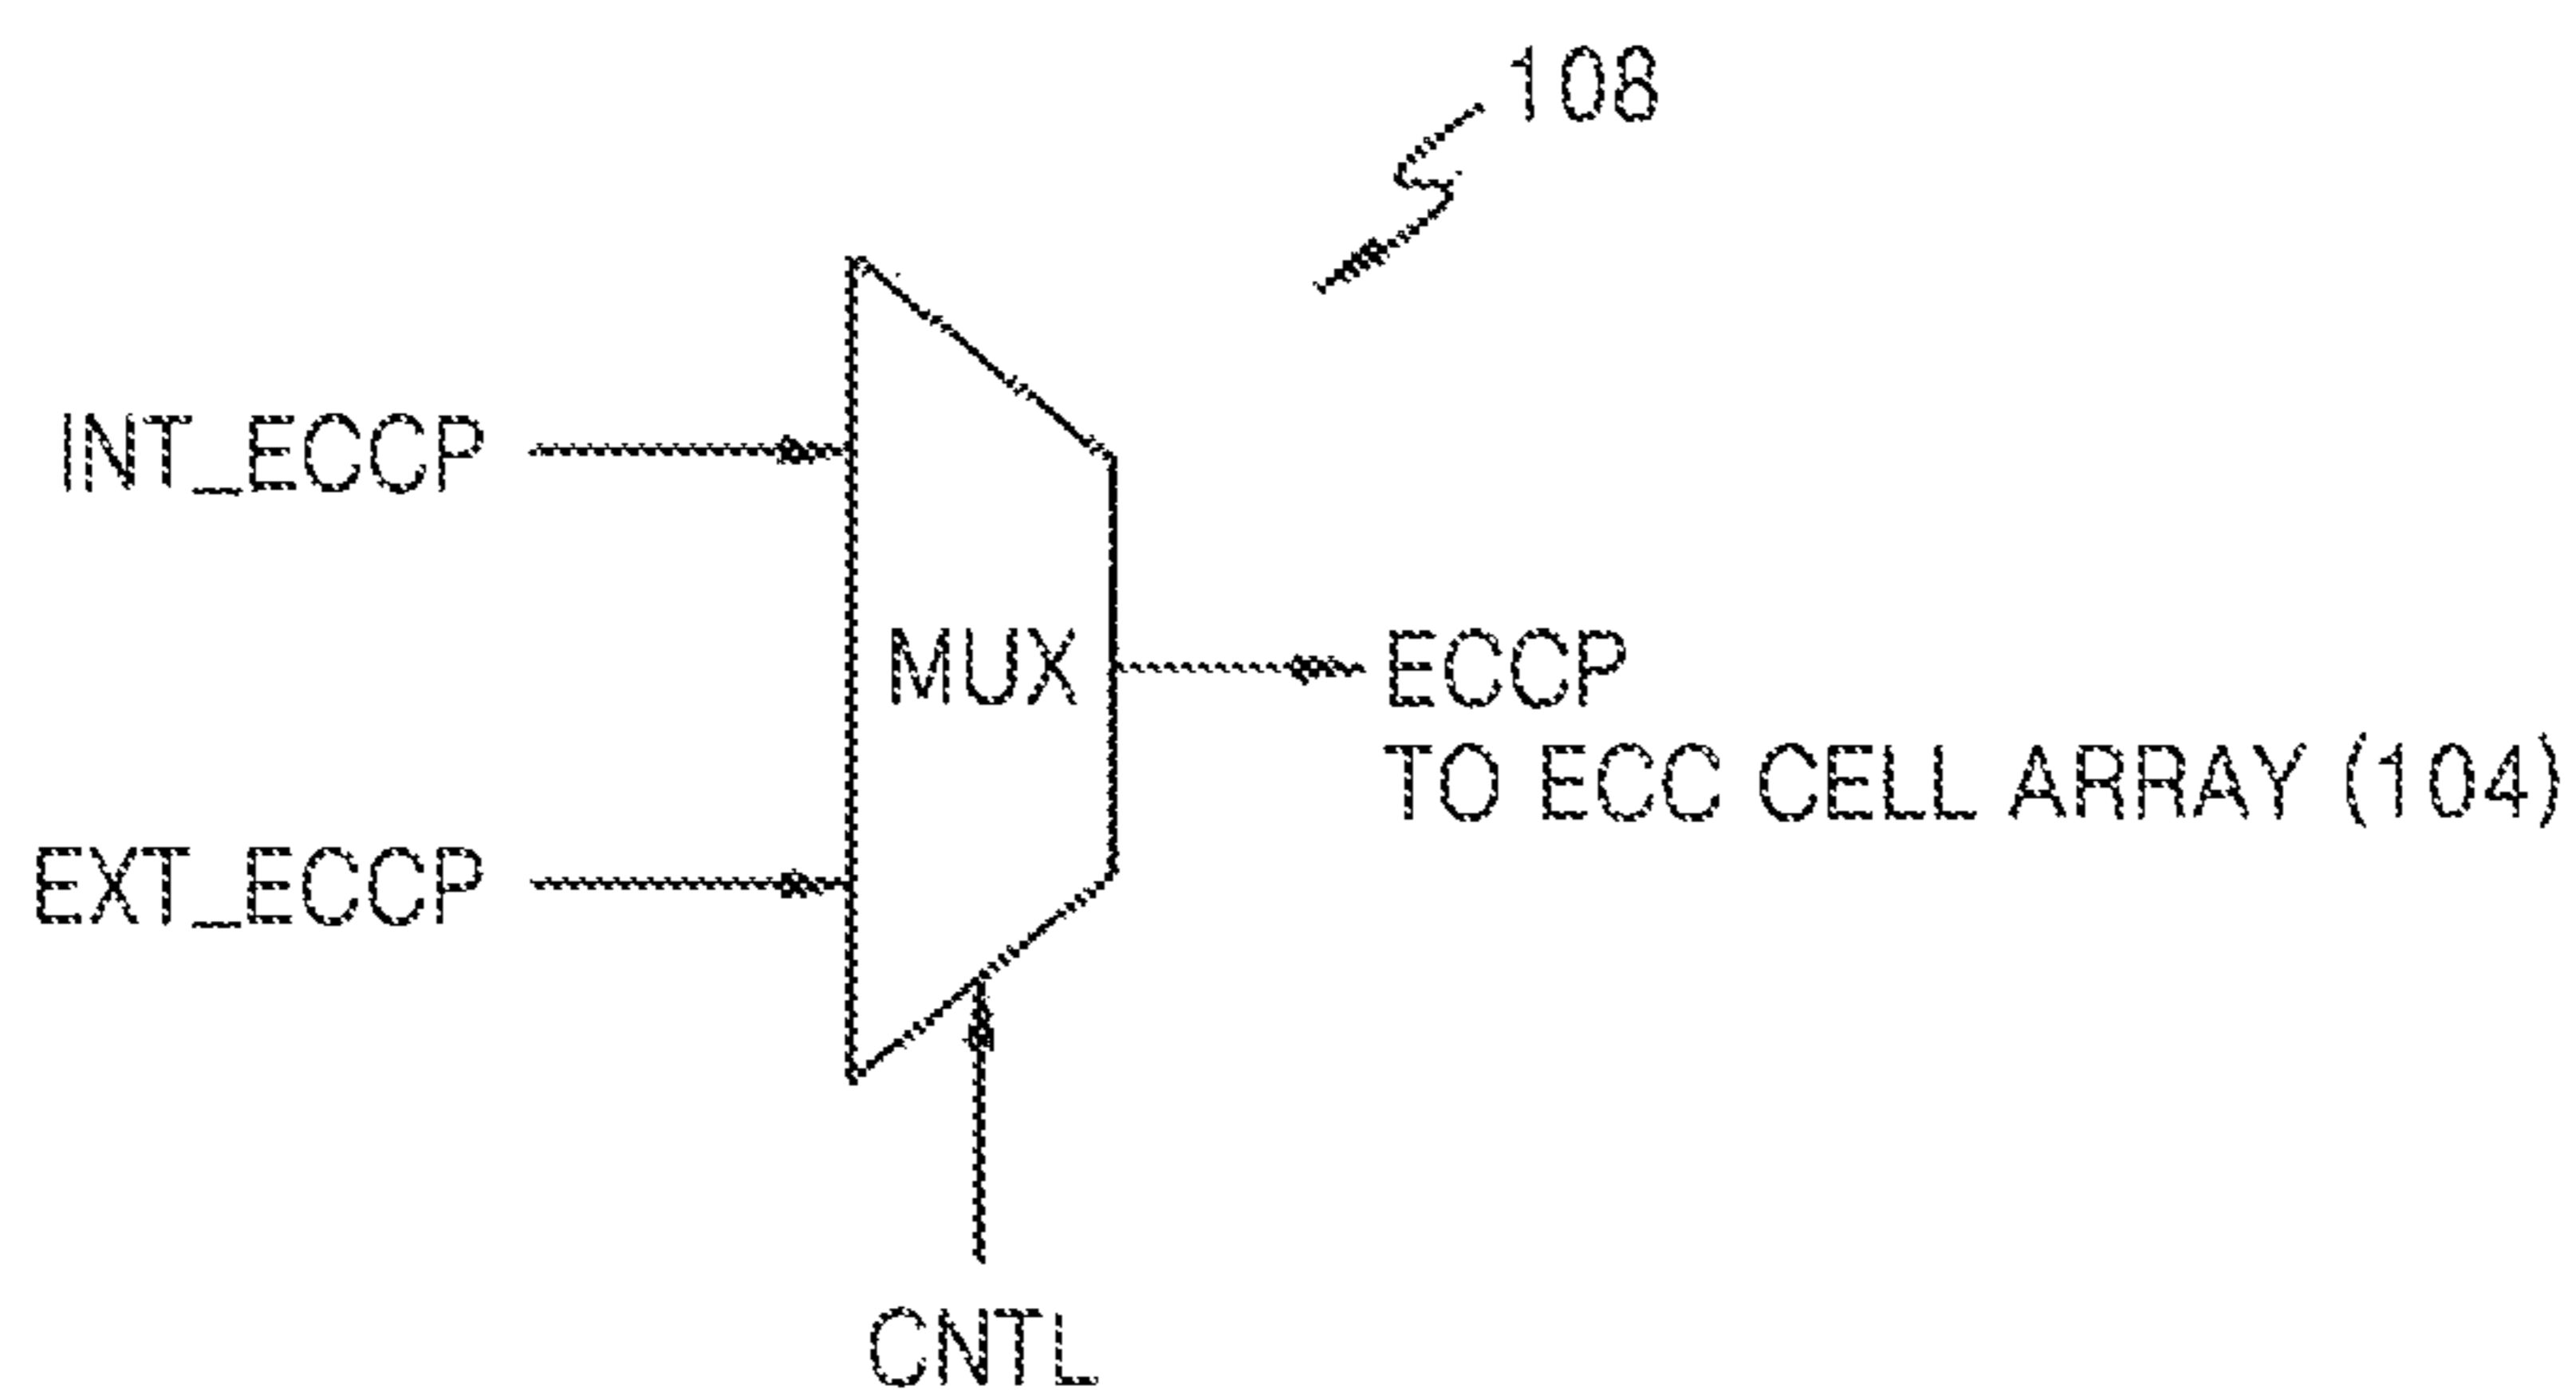 108
INT_ECCP
MUX
ECCP
TO ECC CELL ARRAY (104)
EXT_ECCP
CNTL